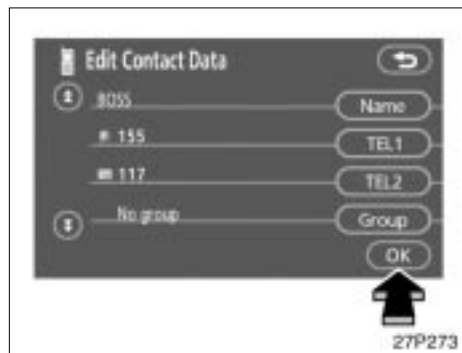 Edit Contact Data
BOSS Name
155 TEL1
117 TEL2
No group Group
OK
27P273